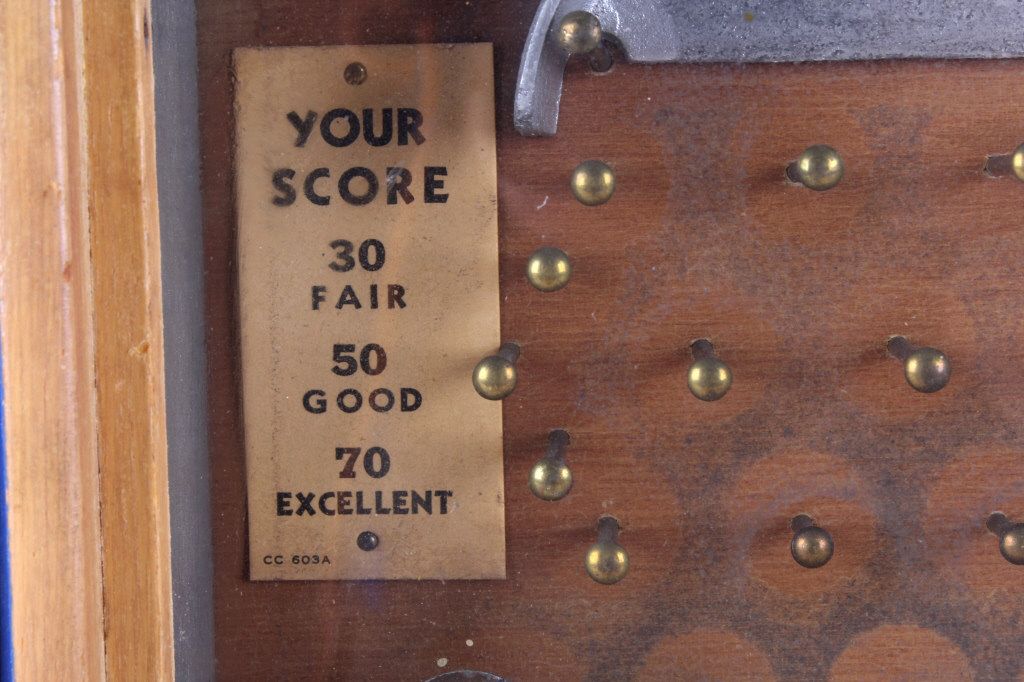 YOUR
SCORE
30
FAIR
50
GOOD
70
EXCELLENT
CC 603A